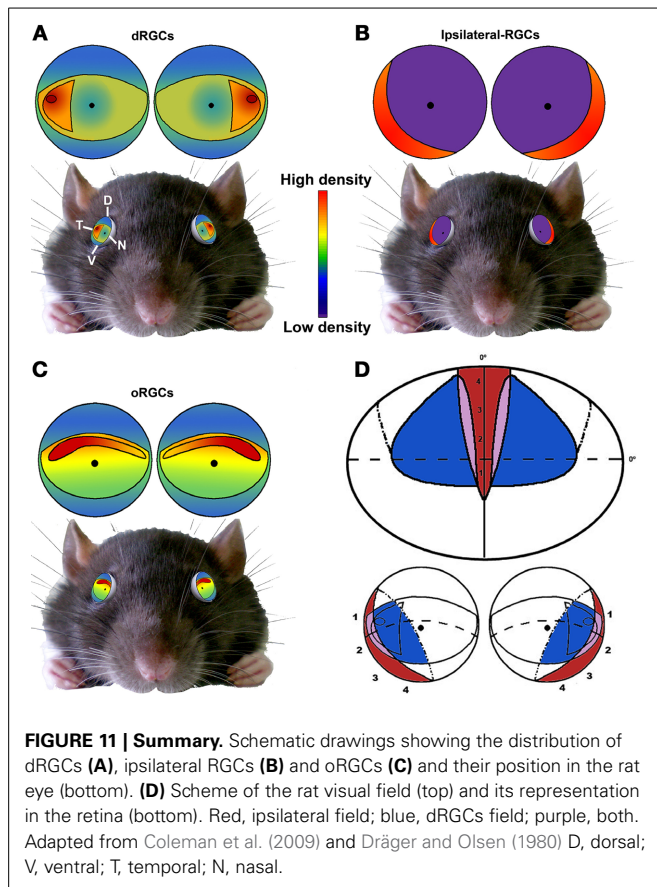 A
dRGCs
B
Ipsilateral-RGCs
High density
D
T
N
V
Low density
C
oRGCs
D
0º
4
3
2
0º
1
1
2
3
4
1
2
3
4
FIGURE 11 | Summary. Schematic drawings showing the distribution of
dRGCs (A), ipsilateral RGCs (B) and oRGCs (C) and their position in the rat
eye (bottom). (D) Scheme of the rat visual field (top) and its representation
in the retina (bottom). Red, ipsilateral field; blue, dRGCs field; purple, both.
Adapted from Coleman et al. (2009) and Dräger and Olsen (1980) D, dorsal;
V, ventral; T, temporal; N, nasal.